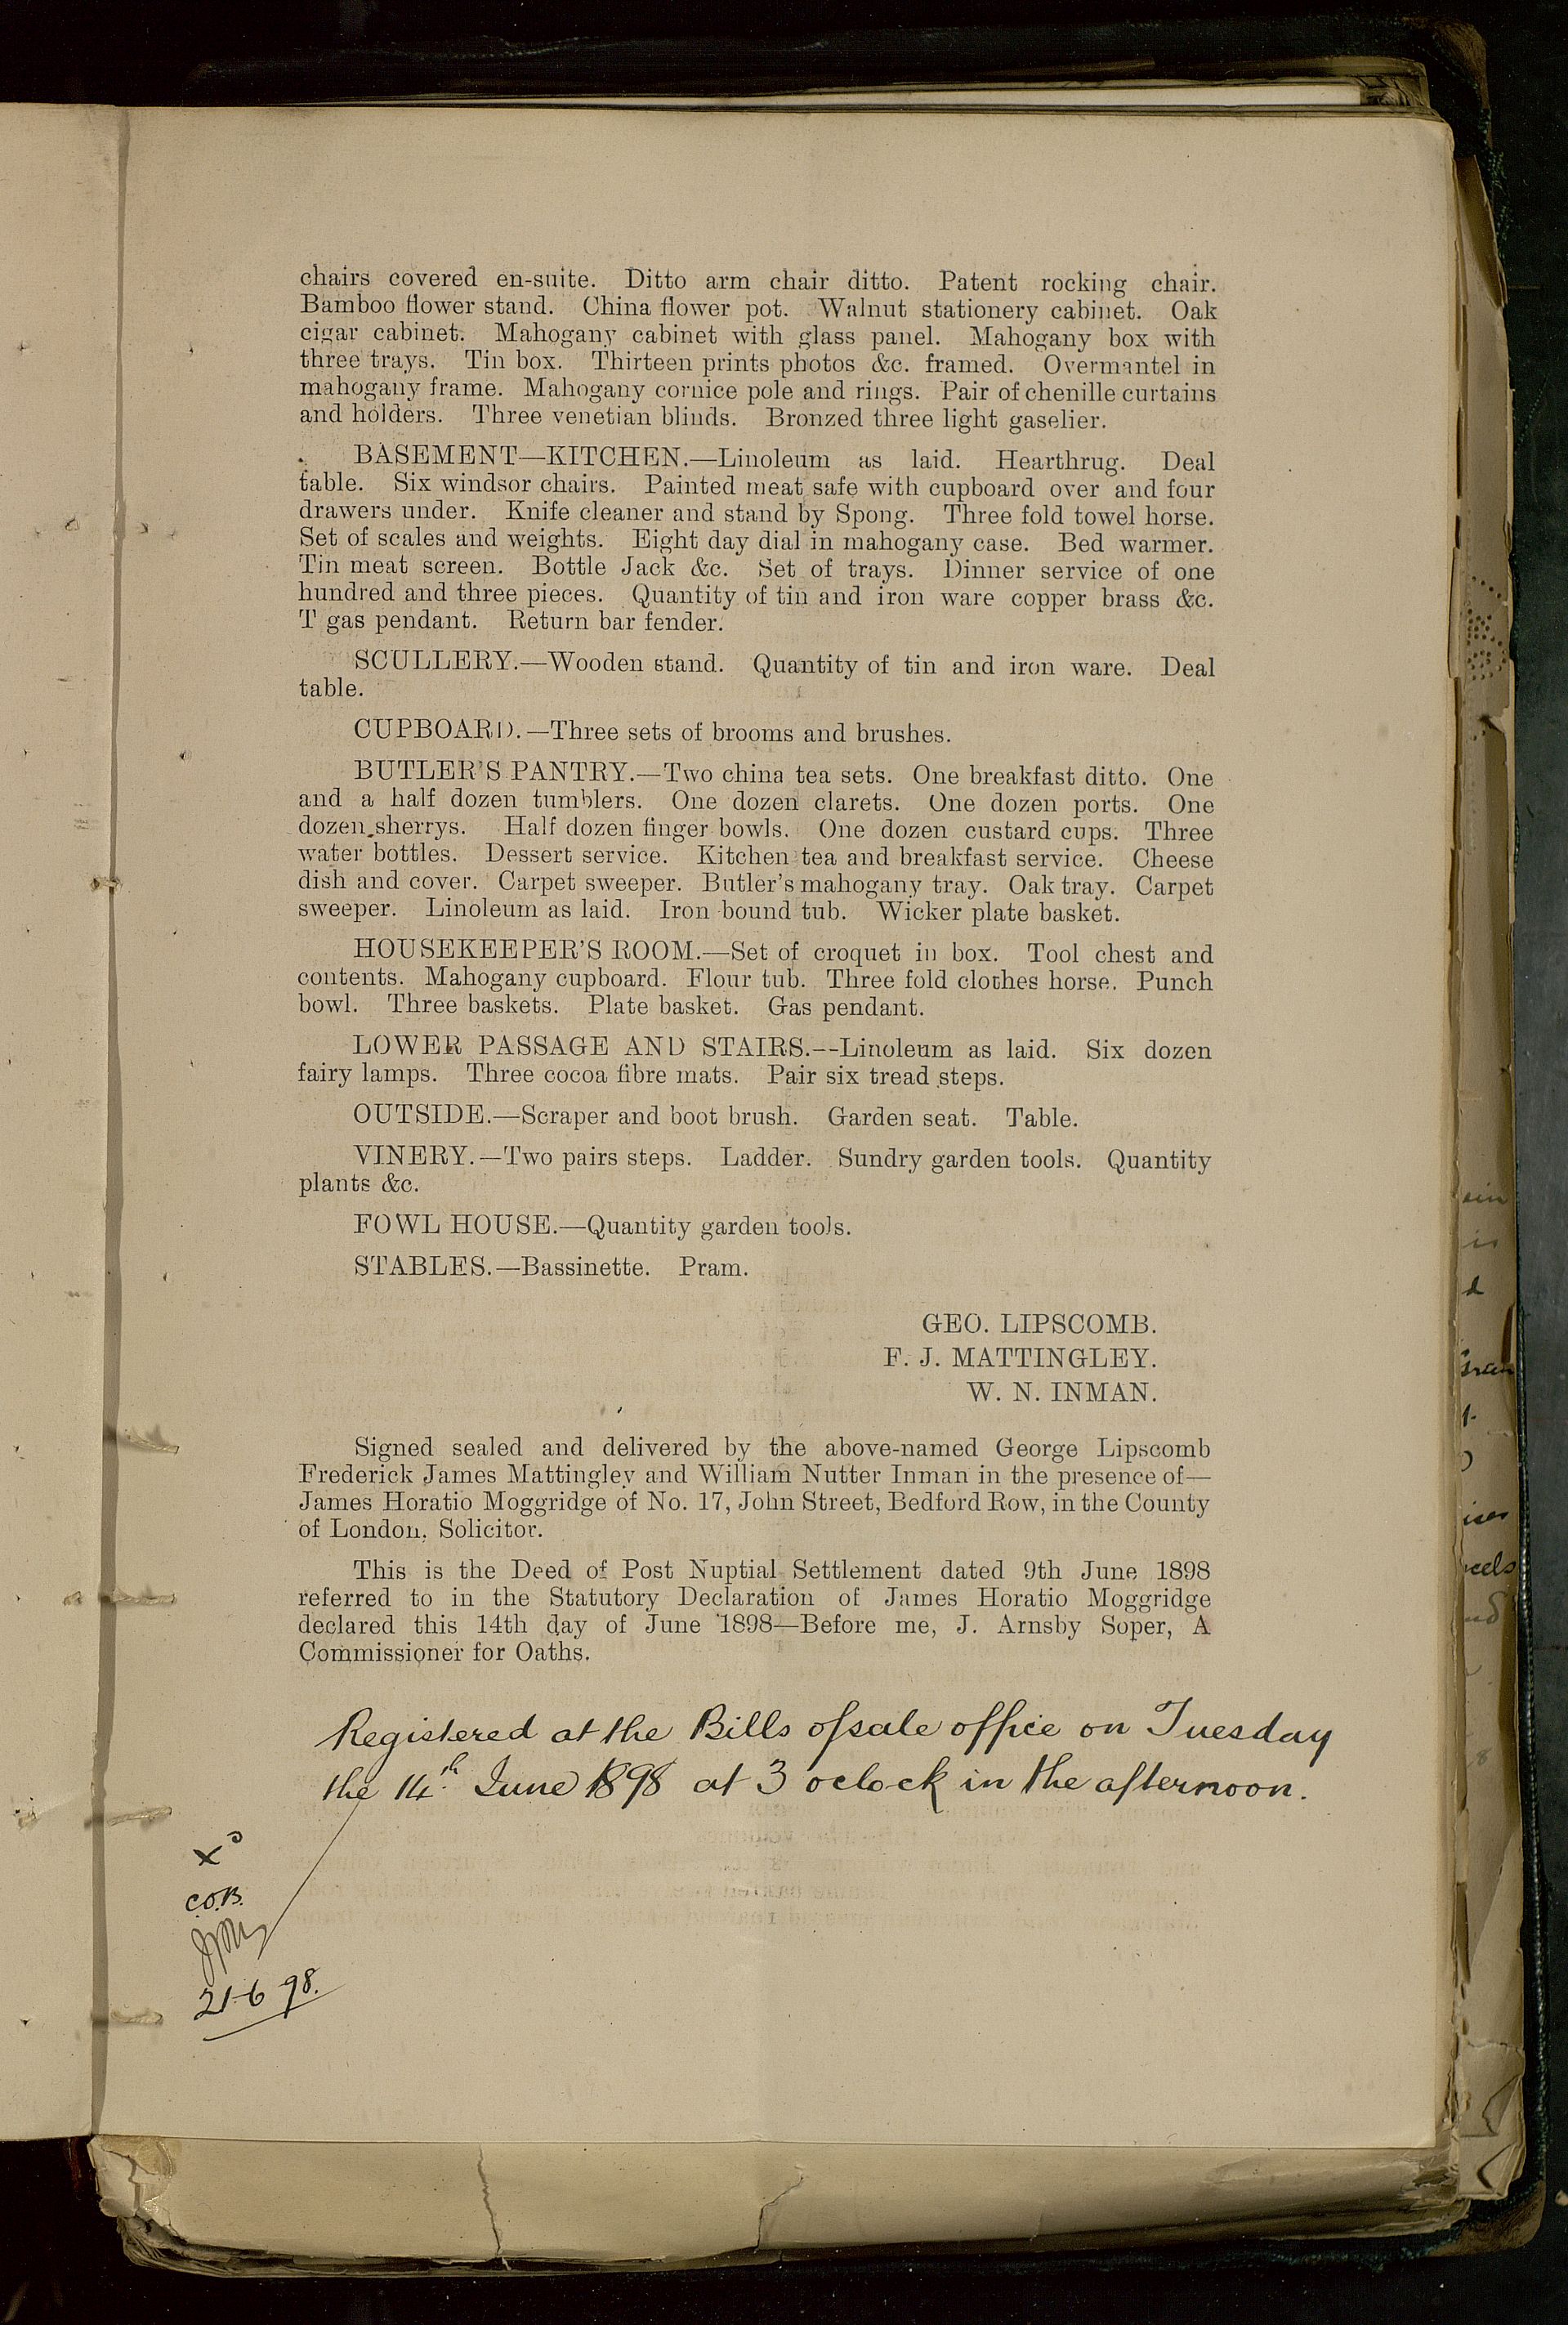 chairs covered en-suite. Ditto arm chair ditto. Patent rocking chair.
Bamboo flower stand. China flower pot. Walnut stationery cabinet. Oak
cigar cabinet. Mahogany cabinet with glass panel. Mahogany box with
three trays. Tin box. Thirteen prints photos &c. framed. Overmantel in
mahogany frame. Mahogany cornice pole and rings. Pair of chenille curtains
and holders. Three venetian blinds. Bronzed three light gaselier.
BASEMENT—KITCHEN.—Linoleum as laid. Hearthrug. Deal
table. Six windsor chairs. Painted meat safe with cupboard over and four
drawers under. Knife cleaner and stand by Spong. Three fold towel horse.
Set of scales and weights. Eight day dial in mahogany case. Bed warmer.
Tin meat screen. Bottle Jack &c. Set of trays. Dinner service of one
hundred and three pieces. Quantity of tin and iron ware copper brass &c.
T gas pendant. Return bar fender.
SCULLERY.—Wooden stand. Quantity of tin and iron ware. Deal
table.
CUPBOARD.—Three sets of brooms and brushes.
BUTLER'S PANTRY.—Two china tea sets. One breakfast ditto. One
and a half dozen tumblers. One dozen clarets. One dozen ports. One
dozen sherrys. Half dozen finger bowls. One dozen custard cups. Three
water bottles. Dessert service. Kitchen tea and breakfast service. Cheese
dish and cover. Carpet sweeper. Butler's mahogany tray. Oak tray. Carpet
sweeper. Linoleum as laid. Iron bound tub. Wicker plate basket.
HOUSEKEEPER'S ROOM.—Set of croquet in box. Tool chest and
contents. Mahogany cupboard. Flour tub. Three fold clothes horse. Punch
bowl. Three baskets. Plate basket. Gas pendant.
LOWER PASSAGE AND STAIRS.--Linoleum as laid. Six dozen
fairy lamps. Three cocoa fibre mats. Pair six tread steps.
OUTSIDE.—Scraper and boot brush. Garden seat. Table.
VINERY.—Two pairs steps. Ladder. Sundry garden tools. Quantity
plants &c.
FOWL HOUSE.—Quantity garden tools.
STABLES.—Bassinette. Pram.
GEO. LIPSCOMB.
F. J. MATTINGLEY.
W. N. INMAN.
Signed sealed and delivered by the above-named George Lipscomb
Frederick James Mattingley and William Nutter Inman in the presence of—
James Horatio Moggridge of No. 17, John Street, Bedford Row, in the County
of London, Solicitor.
This is the Deed of Post Nuptial Settlement dated 9th June 1898
referred to in the Statutory Declaration of James Horatio Moggridge
declared this 14th day of June 1898—Before me, J. Arnsby Soper, A
Commissioner for Oaths.
Registered at the Bills of sale office on Tuesday
the 14th June 1898 at 3 oclock in the afternoon.
C.O.B.
21-6 98.